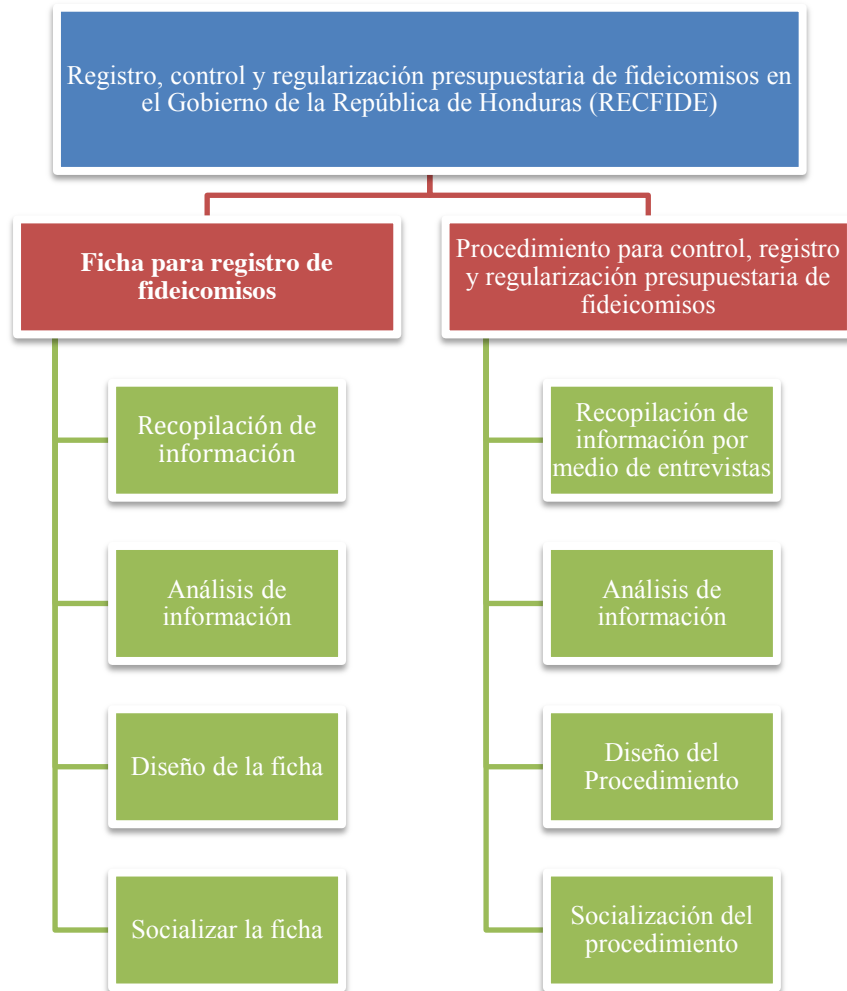 Registro, control y regularización presupuestaria de fideicomisos en
el Gobierno de la República de Honduras (RECFIDE)
Ficha para registro de
fideicomisos
Recopilación de
información
Análisis de
información
Diseño de la ficha
Socializar la ficha
Procedimiento para control, registro
y regularización presupuestaria de
fideicomisos
Recopilación de
información por
medio de entrevistas
Análisis de
información
Diseño del
Procedimiento
Socialización del
procedimiento